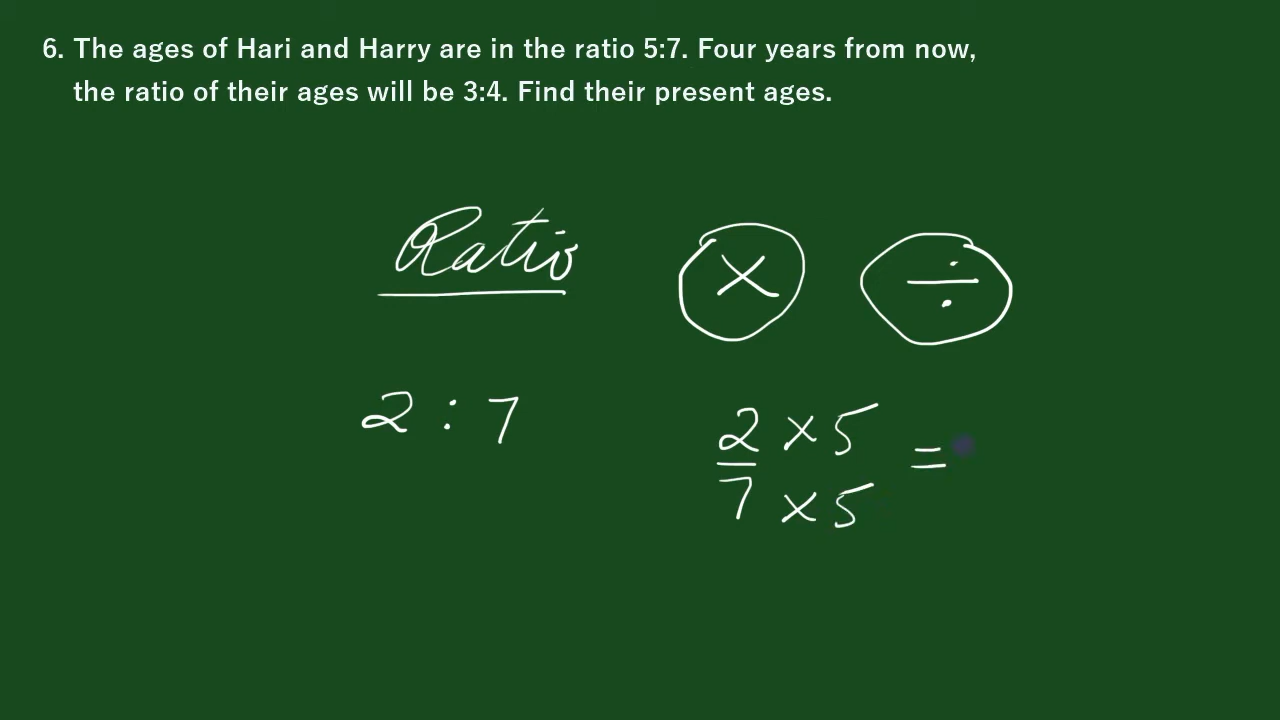 6. The ages of Hari and Harry are in the ratio 5:7. Four years from now,
the ratio of their ages will be 3:4. Find their present ages.
Ratio × ÷
2 : 7
2 × 5
7 × 5
=